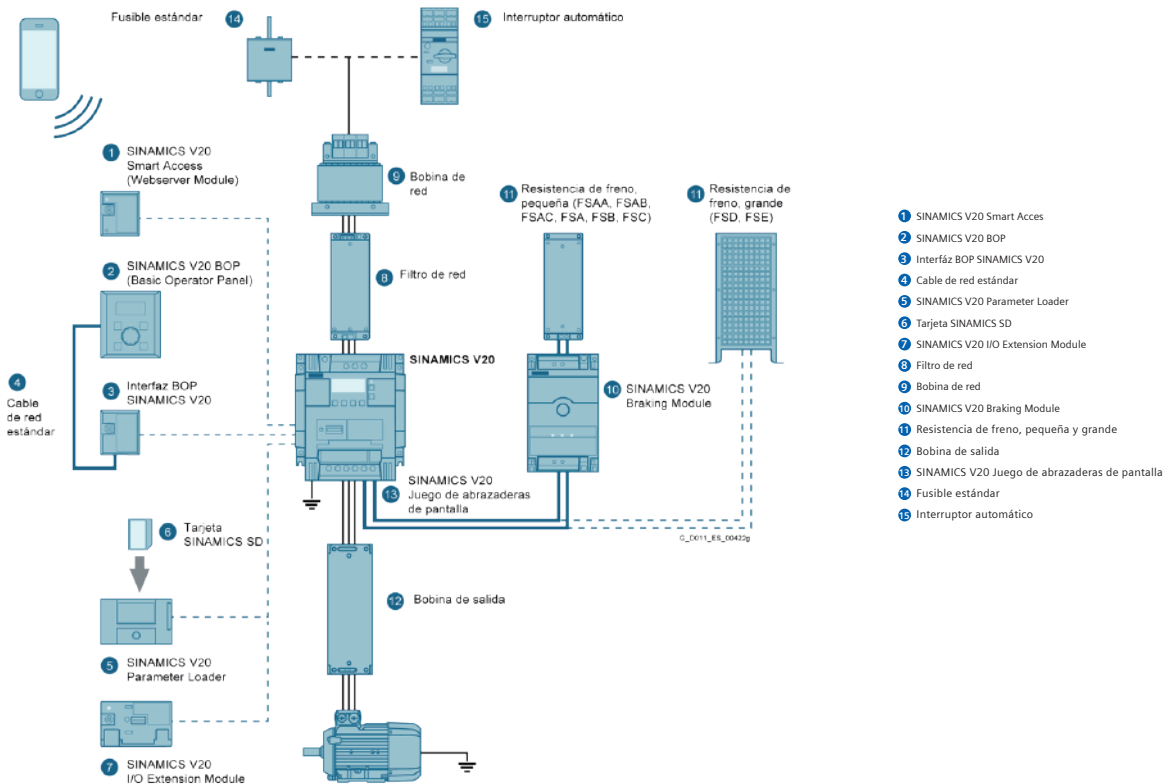 Fusible estándar
14
15
Interruptor automático
1
SINAMICS V20
Smart Access
(Webserver Module)
9
Bobina de
red
11
Resistencia de freno,
pequeña (FSAA, FSAB,
FSAC, FSA, FSB, FSC)
11
Resistencia de
freno, grande
(FSD, FSE)
2
SINAMICS V20 BOP
(Basic Operator Panel)
8
Filtro de red
SINAMICS V20
4
Cable
de red
estándar
3
Interfaz BOP
SINAMICS V20
10
SINAMICS V20
Braking Module
13
SINAMICS V20
Juego de abrazaderas
de pantalla
G_D011_ES_00422g
6
Tarjeta
SINAMICS SD
12
Bobina de salida
5
SINAMICS V20
Parameter Loader
7
SINAMICS V20
I/O Extension Module
1 SINAMICS V20 Smart Acces
2 SINAMICS V20 BOP
3 Interfáz BOP SINAMICS V20
4 Cable de red estándar
5 SINAMICS V20 Parameter Loader
6 Tarjeta SINAMICS SD
7 SINAMICS V20 I/O Extension Module
8 Filtro de red
9 Bobina de red
10 SINAMICS V20 Braking Module
11 Resistencia de freno, pequeña y grande
12 Bobina de salida
13 SINAMICS V20 Juego de abrazaderas de pantalla
14 Fusible estándar
15 Interruptor automático